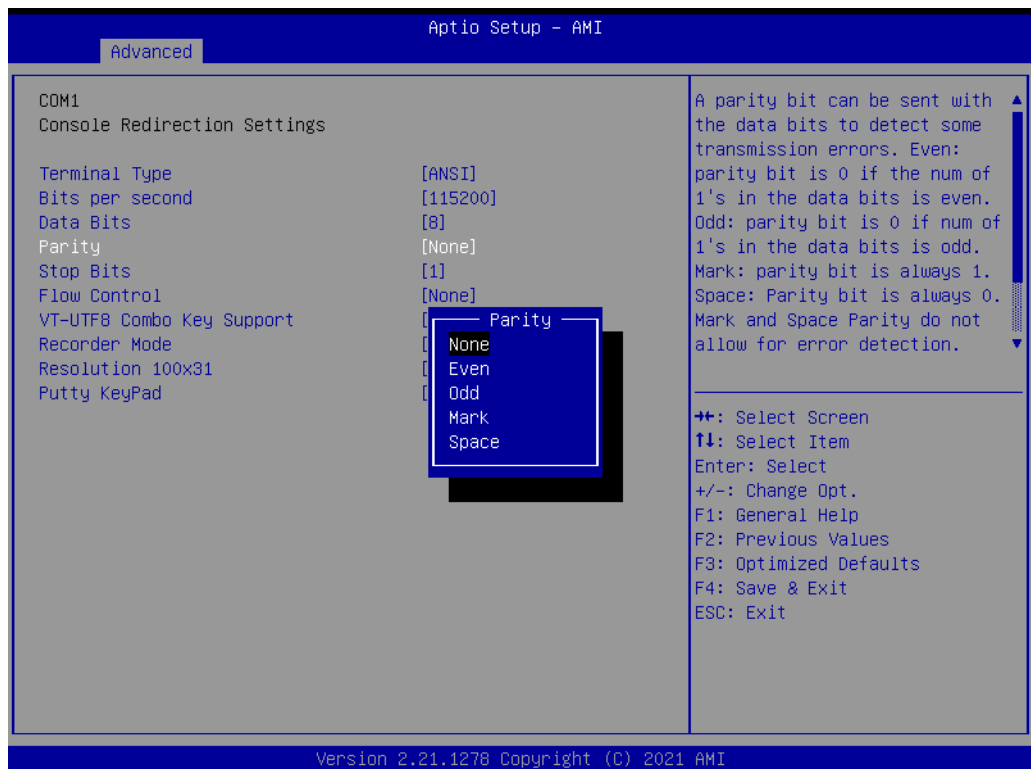 Aptio Setup – AMI
Advanced
COM1
Console Redirection Settings
Terminal Type [ANSI]
Bits per second [115200]
Data Bits [8]
Parity [None]
Stop Bits [1]
Flow Control [None]
VT-UTF8 Combo Key Support [
Recorder Mode [
Resolution 100x31 [
Putty KeyPad [
Parity
None
Even
Odd
Mark
Space
A parity bit can be sent with
the data bits to detect some
transmission errors. Even:
parity bit is 0 if the num of
1's in the data bits is even.
Odd: parity bit is 0 if num of
1's in the data bits is odd.
Mark: parity bit is always 1.
Space: Parity bit is always 0.
Mark and Space Parity do not
allow for error detection.
→←: Select Screen
↑↓: Select Item
Enter: Select
+/-: Change Opt.
F1: General Help
F2: Previous Values
F3: Optimized Defaults
F4: Save & Exit
ESC: Exit
Version 2.21.1278 Copyright (C) 2021 AMI